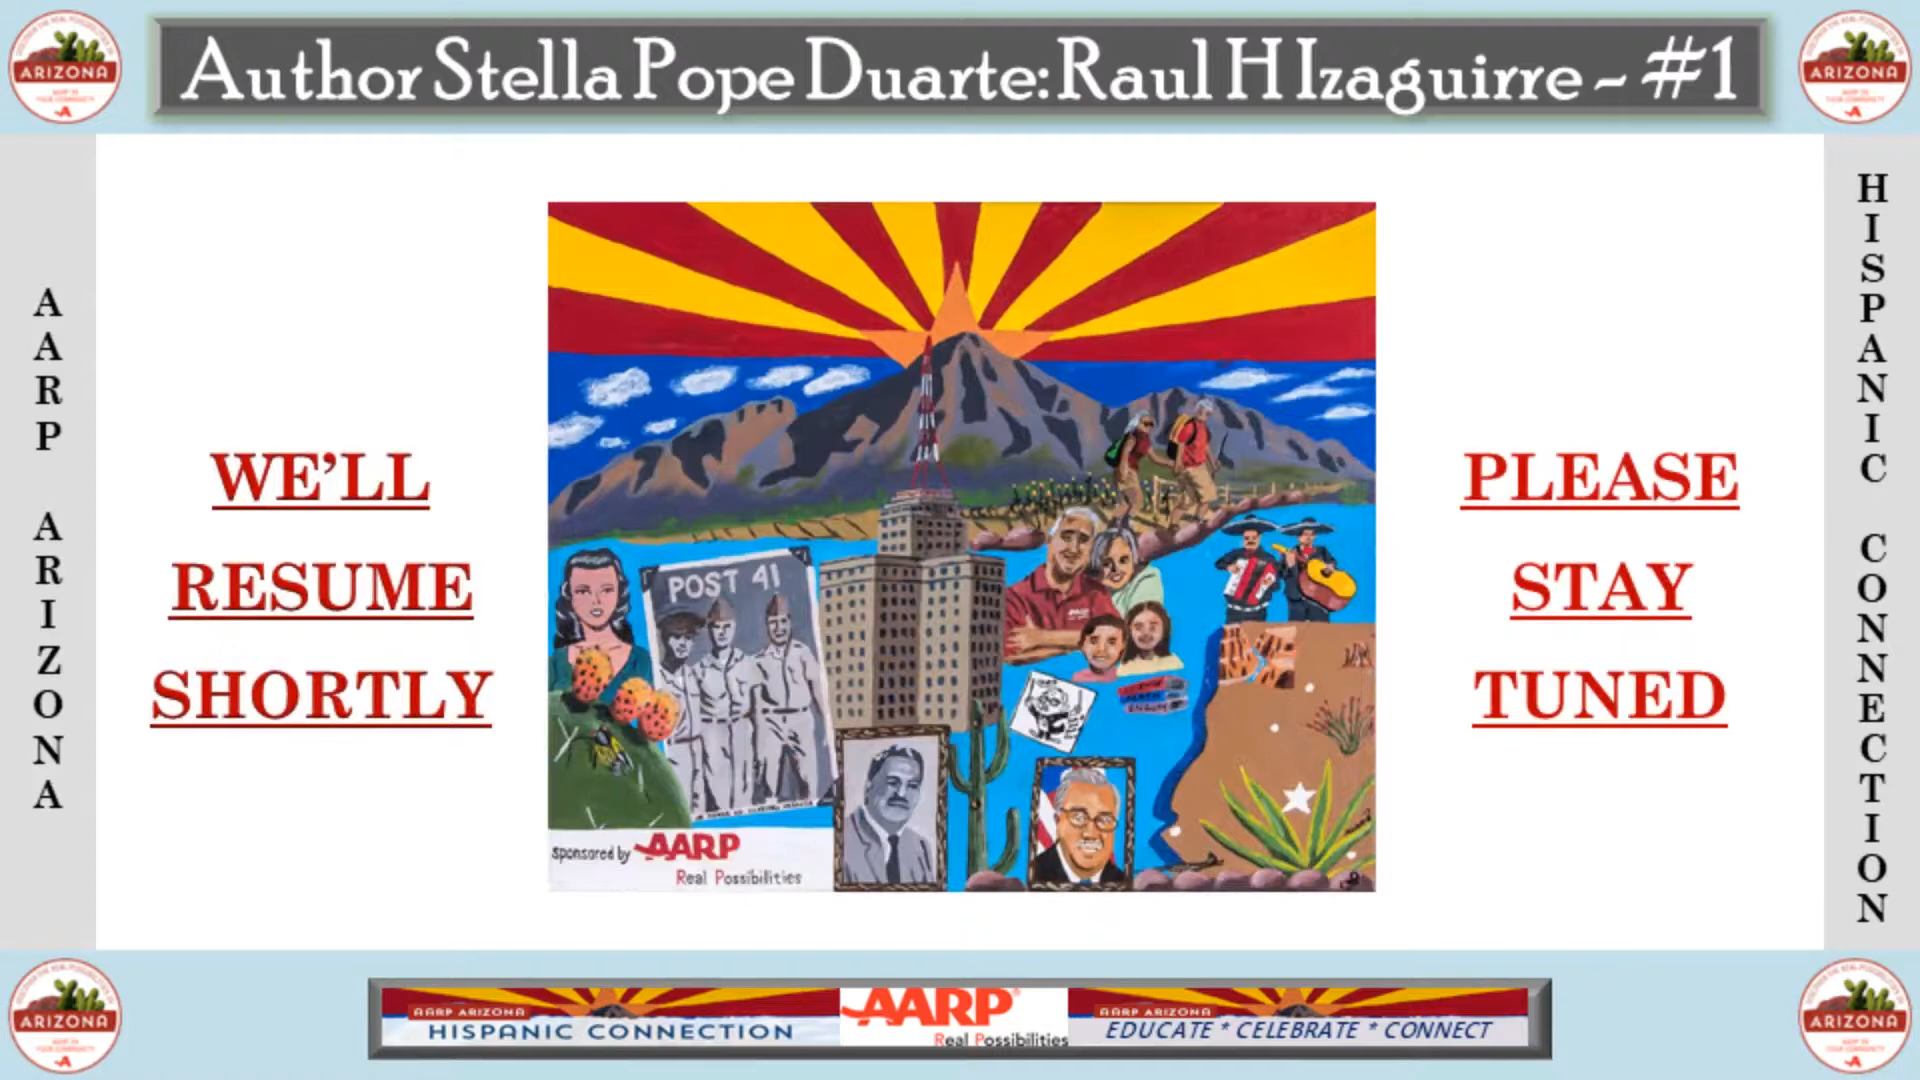 Author Stella Pope Duarte: Raul H Izaguirre ~ #1
ARIZONA
ARIZONA
AARP ARIZONA
WE'LL
RESUME
SHORTLY
POST 41
sponsored by AARP
Real Possibilities
PLEASE
STAY
TUNED
HISPANIC CONNECTION
ARIZONA
AARP ARIZONA
HISPANIC CONNECTION
AARP
Real Possibilities
AARP ARIZONA
EDUCATE * CELEBRATE * CONNECT
ARIZONA